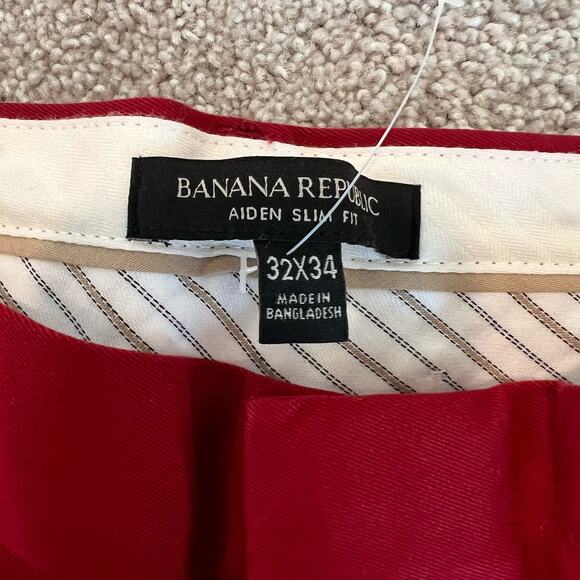 BANANA REPUBLIC
AIDEN SLIM FIT
32X34
MADE IN
BANGLADESH